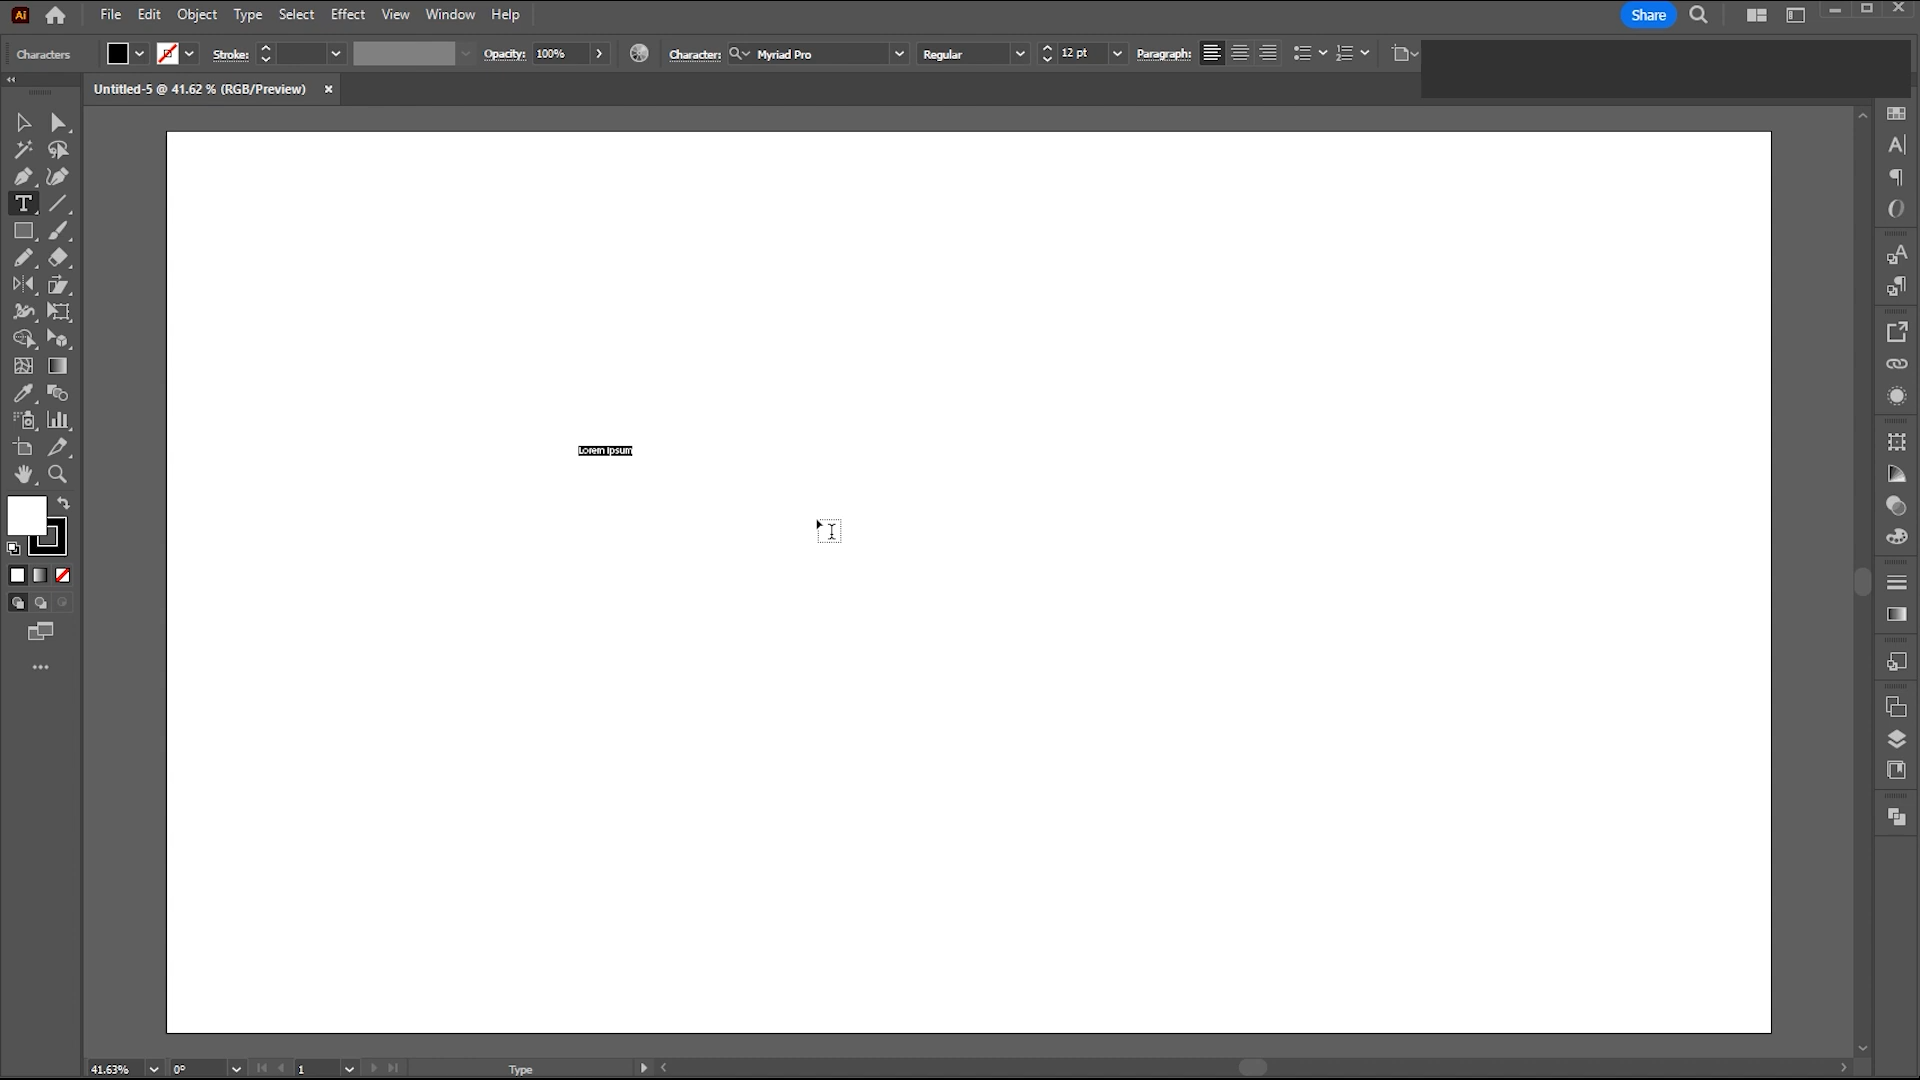 Ai File Edit Object Type Select Effect View Window Help Share
Characters Stroke: Opacity: 100% Character: Myriad Pro Regular 12 pt Paragraph:
Untitled-5 @ 41.62 % (RGB/Preview)
Lorem ipsum
41.63% 0° 1 Type